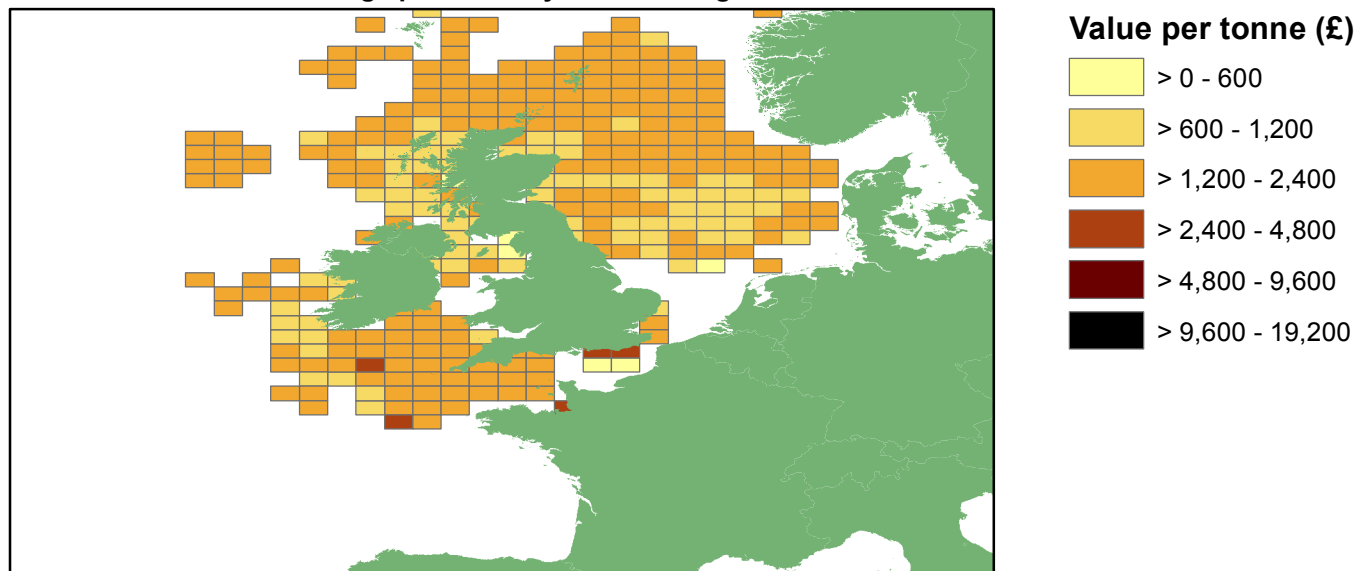 Value per tonne (£)
> 0 - 600
> 600 - 1,200
> 1,200 - 2,400
> 2,400 - 4,800
> 4,800 - 9,600
> 9,600 - 19,200